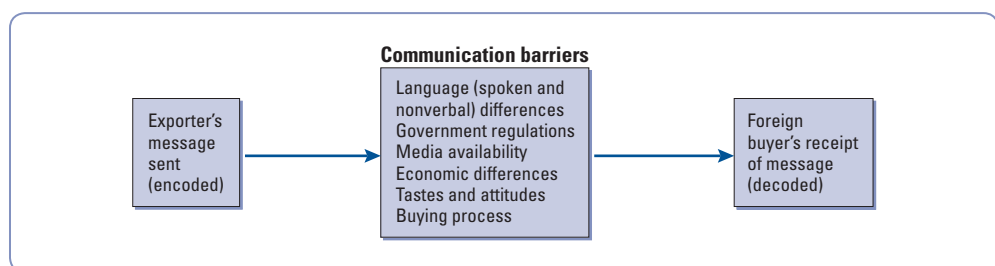 Communication barriers
Exporter's
message
sent
(encoded)
Language (spoken and
nonverbal) differences
Government regulations
Media availability
Economic differences
Tastes and attitudes
Buying process
Foreign
buyer's receipt
of message
(decoded)